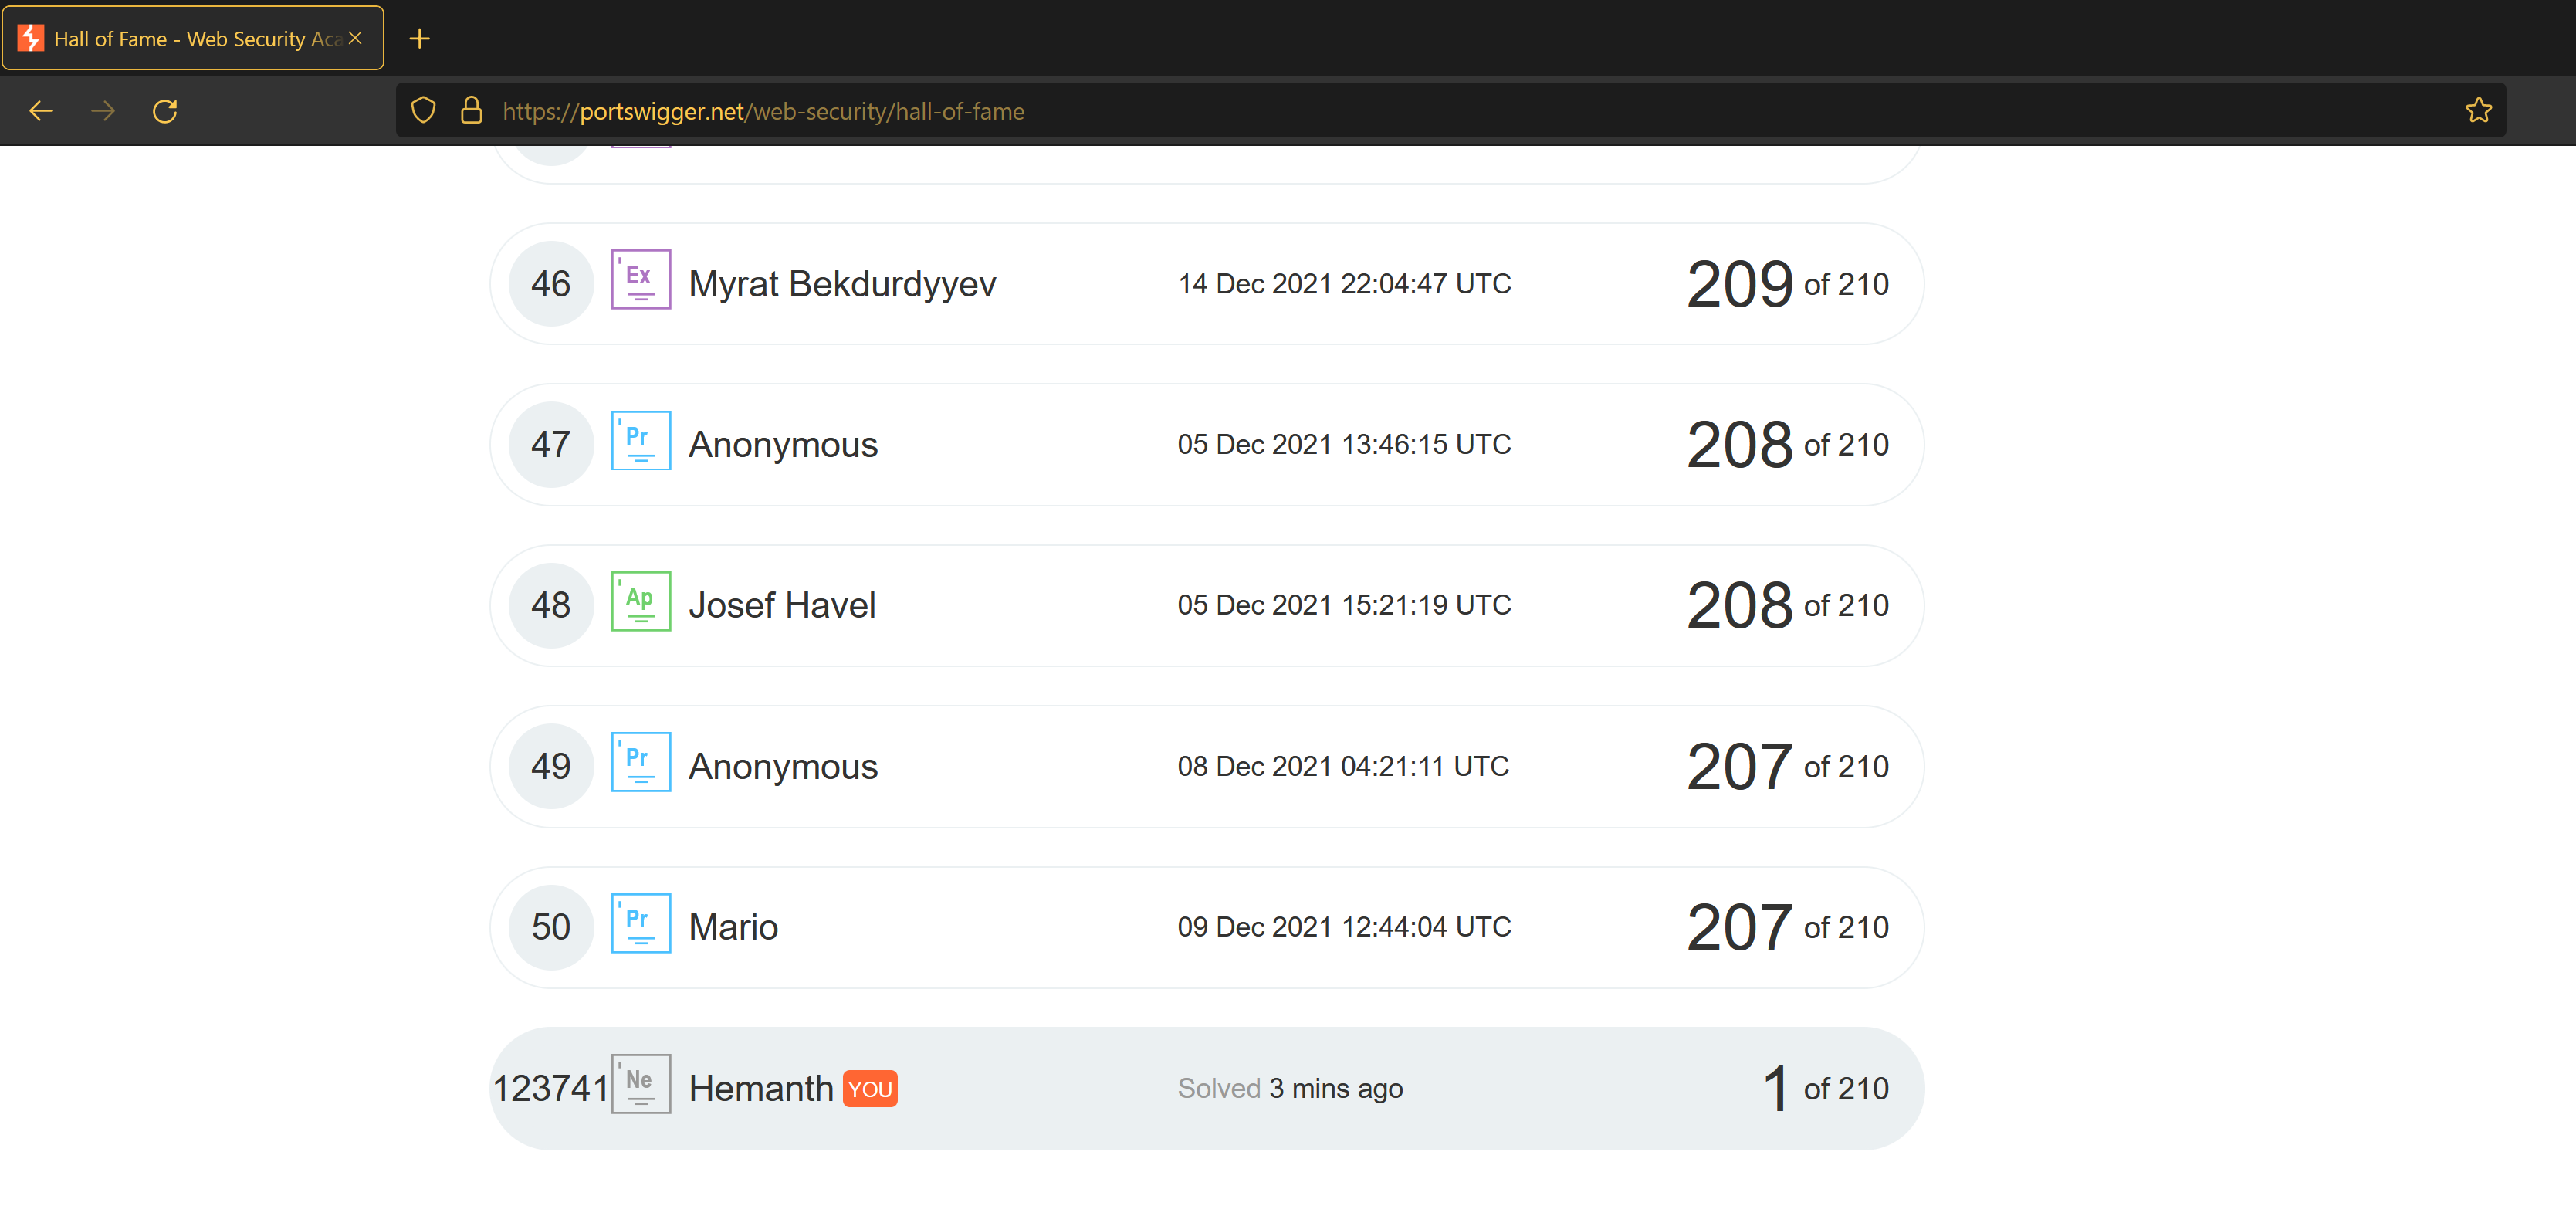 Hall of Fame - Web Security Aca
https://portswigger.net/web-security/hall-of-fame
46 Ex Myrat Bekdurdyyev 14 Dec 2021 22:04:47 UTC 209 of 210
47 Pr Anonymous 05 Dec 2021 13:46:15 UTC 208 of 210
48 Ap Josef Havel 05 Dec 2021 15:21:19 UTC 208 of 210
49 Pr Anonymous 08 Dec 2021 04:21:11 UTC 207 of 210
50 Pr Mario 09 Dec 2021 12:44:04 UTC 207 of 210
123741 Ne Hemanth YOU Solved 3 mins ago 1 of 210